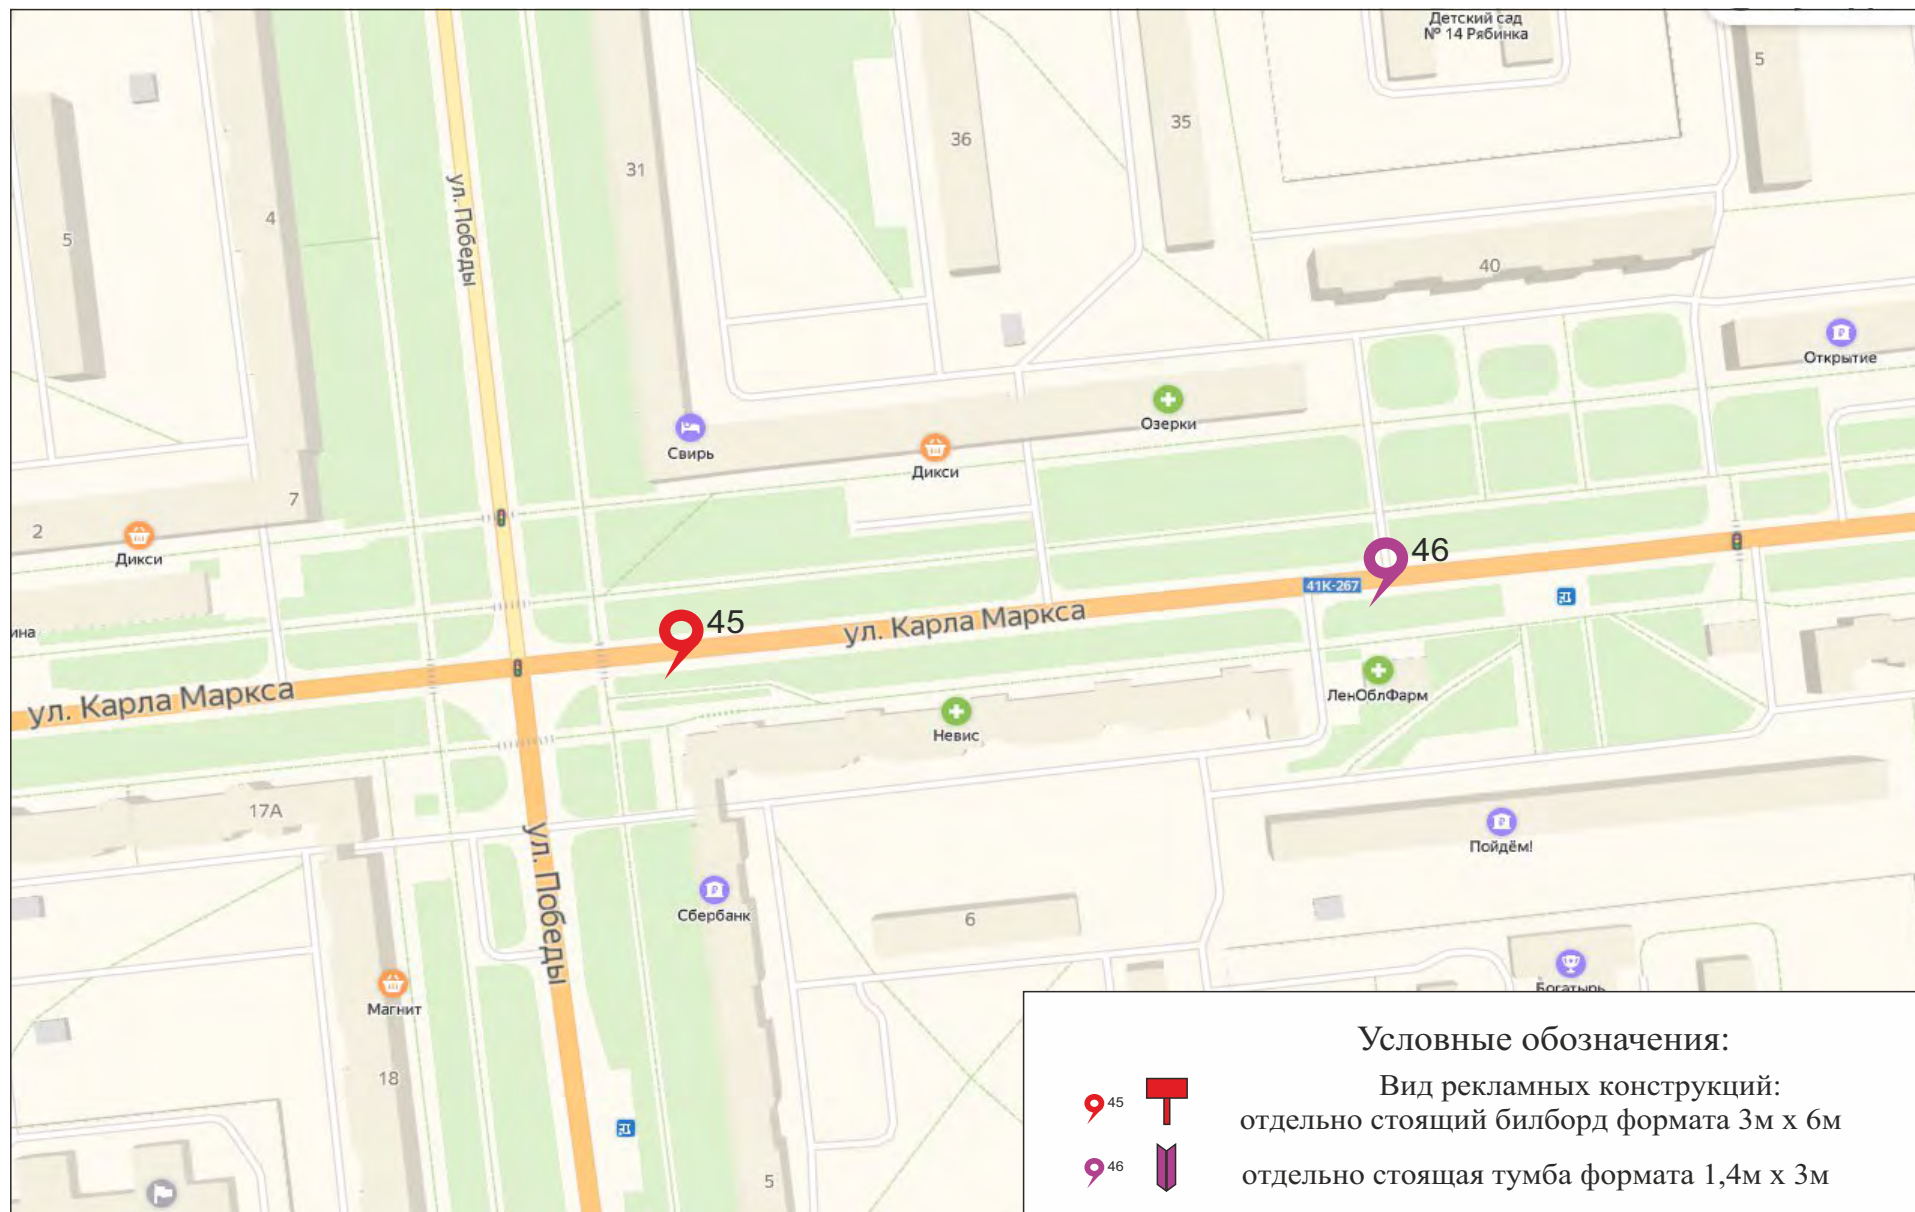 Детский сад
№ 14 Рябинка
5
36
35
31
ул. Победы
4
5
40
Открытие
Озерки
Свирь
Дикси
7
2
Дикси
46
41К-267
ина
45
ул. Карла Маркса
ул. Карла Маркса
ЛенОблФарм
Невис
17А
Пойдём!
ул. Победы
Сбербанк
6
Магнит
Богатырь
18
5
Условные обозначения:
Вид рекламных конструкций:
45 отдельно стоящий билборд формата 3м х 6м
46 отдельно стоящая тумба формата 1,4м х 3м